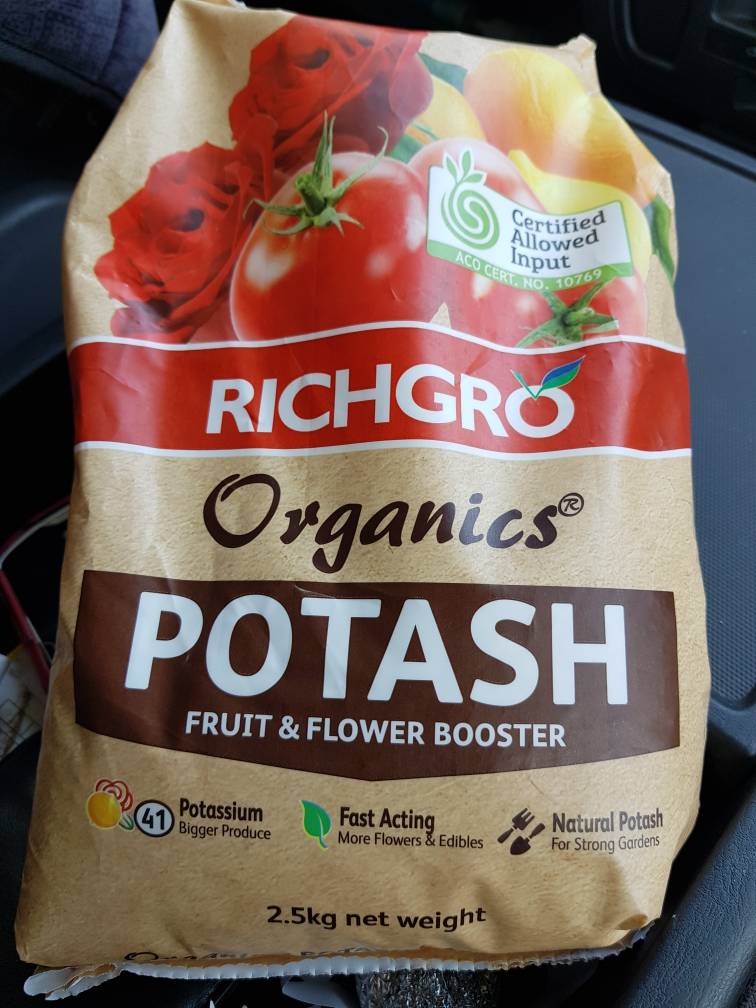 Certified
Allowed
Input
ACO CERT. NO. 10769
RICHGRO
Organics®
POTASH
FRUIT & FLOWER BOOSTER
41 Potassium
Bigger Produce
Fast Acting
More Flowers & Edibles
Natural Potash
For Strong Gardens
2.5kg net weight